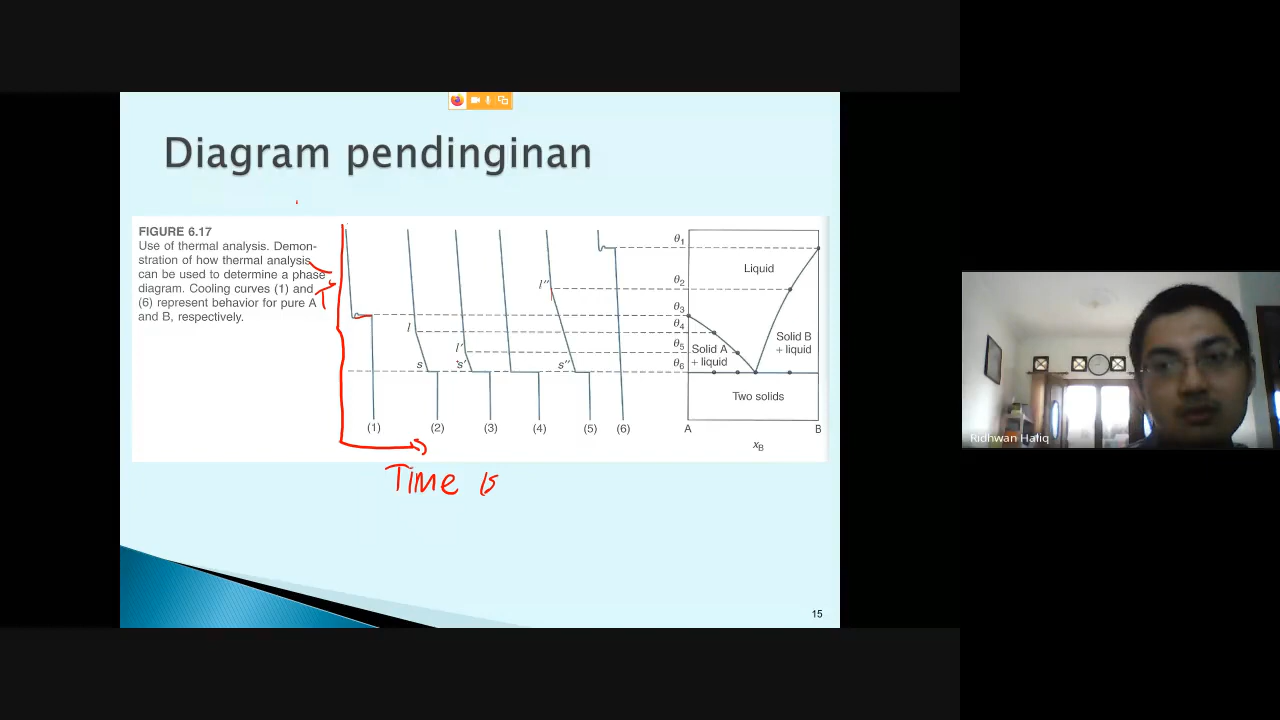 Diagram pendinginan
FIGURE 6.17
Use of thermal analysis. Demon-
stration of how thermal analysis
can be used to determine a phase
diagram. Cooling curves (1) and
(6) represent behavior for pure A
and B, respectively.
T
l
s
l'
s'
l''
s''
(1) (2) (3) (4) (5) (6)
θ1
θ2
θ3
θ4
θ5
θ6
Liquid
Solid A
+ liquid
Solid B
+ liquid
Two solids
A B
xB
Time
15
Ridhwan Hafiq